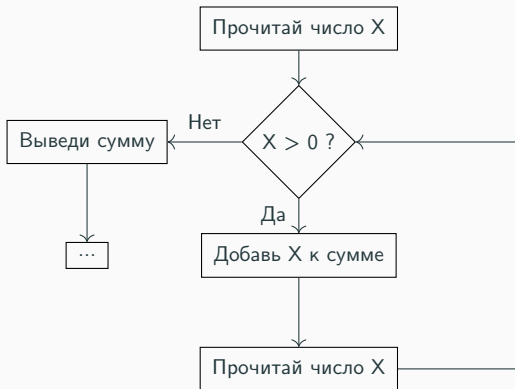 Прочитай число X
Нет
X > 0 ?
Выведи сумму
Да
...
Добавь X к сумме
Прочитай число X